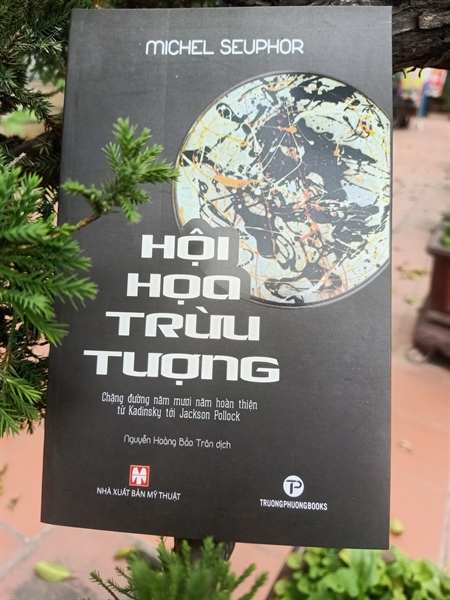 MICHEL SEUPHOR
HỘI
HỌA
TRỪU
TƯỢNG
Chặng đường năm mươi năm hoàn thiện
từ Kadinsky tới Jackson Pollock
Nguyễn Hoàng Bảo Trân dịch
NHÀ XUẤT BẢN MỸ THUẬT
TRUONGPHUONGBOOKS